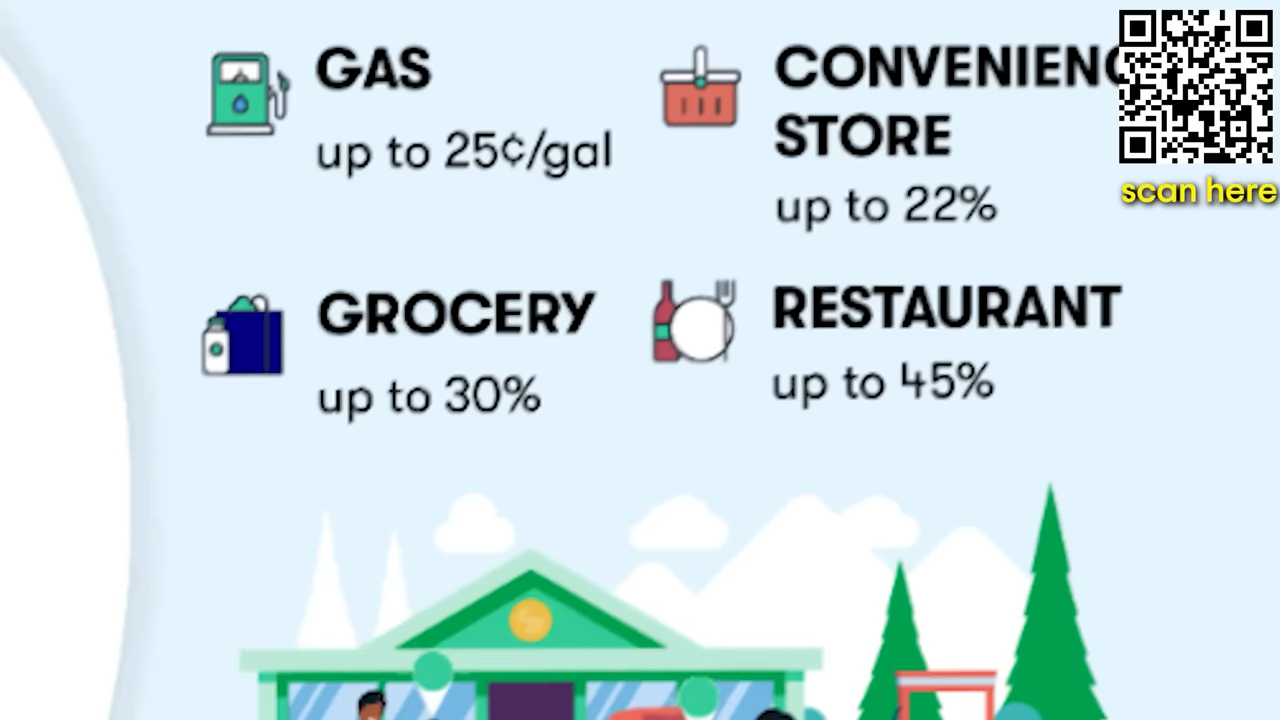 GAS
up to 25¢/gal
CONVENIENC
STORE
up to 22%
scan here
GROCERY
up to 30%
RESTAURANT
up to 45%